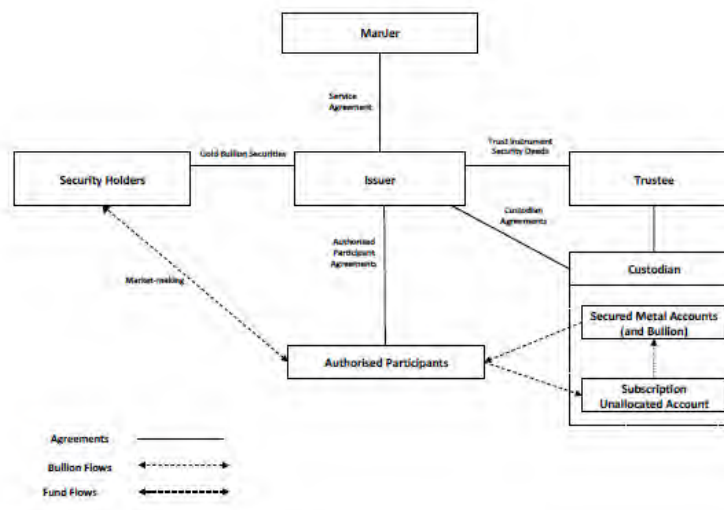 ManJer
Service
Agreement
Gold Bullion Securities
Trust Instrument
Security Deeds
Security Holders
Issuer
Trustee
Custodian
Agreements
Authorised
Participant
Agreements
Custodian
Market-making
Secured Metal Accounts
(and Bullion)
Authorised Participants
Subscription
Unallocated Account
Agreements
Bullion Flows
Fund Flows